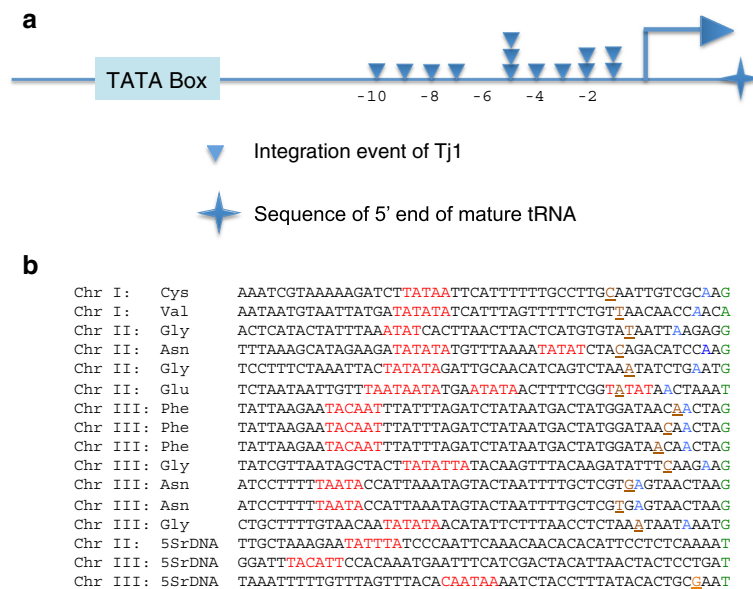 a
TATA Box
-10 -8 -6 -4 -2
Integration event of Tj1
Sequence of 5' end of mature tRNA
b
Chr I: Cys AAATCGTAAAAAGATCTTATAATTCATTTTTTGCCTTGCAATTGTCGCAAG
Chr I: Val AATAATGTAATTATGATATATATCATTTAGTTTTTCTGTTAACAACCAACA
Chr II: Gly ACTCATACTATTTAAATATCACTTAACTTACTCATGTGTATAATTAAGAGG
Chr II: Asn TTTAAAGCATAGAAGATATATGTTTAAAATATATCTACAGACATCCAAG
Chr II: Gly TCCTTTCTAAATTACTATATAGATTGCAACATCAGTCTAAATATCTGAATG
Chr II: Glu TCTAATAATTGTTTAATAATATGAATATAACTTTTCGGTATATAACTAAAT
Chr III: Phe TATTAAGAATACAATTTATTTAGATCTATAATGACTATGGATAACAACTAG
Chr III: Phe TATTAAGAATACAATTTATTTAGATCTATAATGACTATGGATAACAACTAG
Chr III: Phe TATTAAGAATACAATTTATTTAGATCTATAATGACTATGGATAACAACTAG
Chr III: Gly TATCGTTAATAGCTACTTATATTATACAAGTTTACAAGATATTTCAAGAAG
Chr III: Asn ATCCTTTTTAATACCATTAAATAGTACTAATTTTGCTCGTGAGTAACTAAG
Chr III: Asn ATCCTTTTTAATACCATTAAATAGTACTAATTTTGCTCGTGAGTAACTAAG
Chr III: Gly CTGCTTTTGTAACAATATATAACATATTCTTTAACCTCTAAATAATAAATG
Chr II: 5SrDNA TTGCTAAAGAATATTTATCCCAATTCAAACAACACACATTCCTCTCAAAAT
Chr III: 5SrDNA GGATTTACATTCCACAAATGAATTTCATCGACTACATTAACTACTCCTGAT
Chr III: 5SrDNA TAAATTTTTGTTTAGTTTACACAATAAAATCTACCTTTATACACTGCGAAT